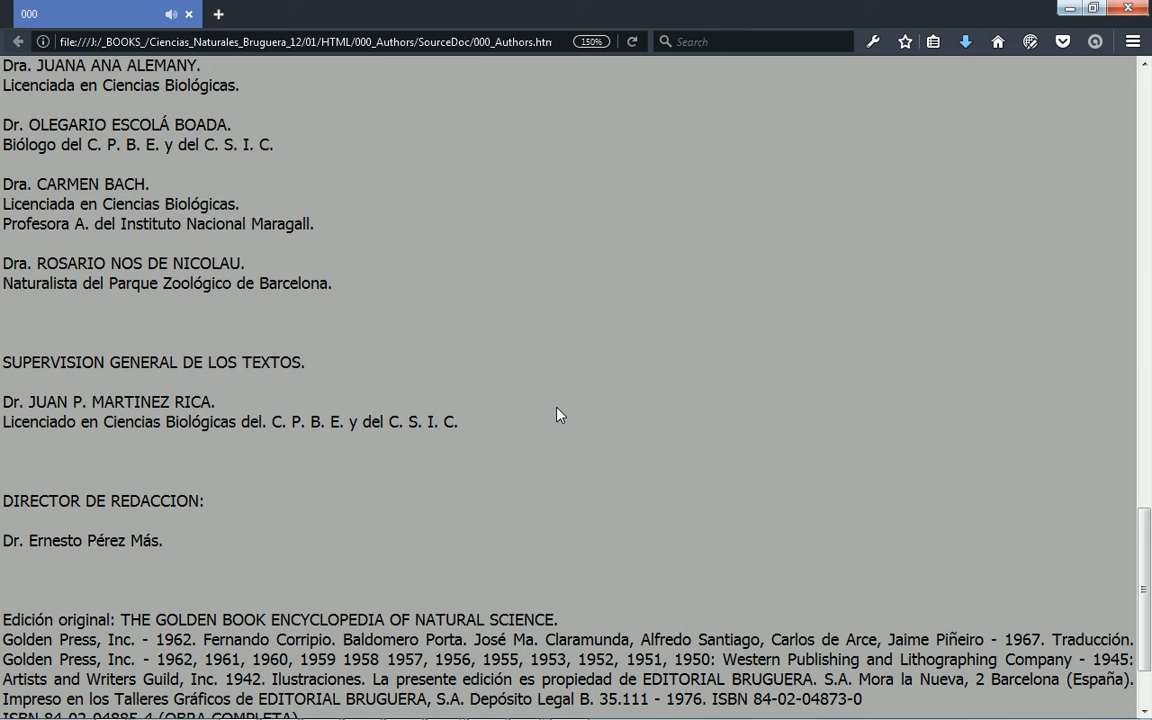 000
file:///J:/_BOOKS_/Ciencias_Naturales_Bruguera_12/01/HTML/000_Authors/SourceDoc/000_Authors.htm
150%
Search
Dra. JUANA ANA ALEMANY.
Licenciada en Ciencias Biológicas.
Dr. OLEGARIO ESCOLÁ BOADA.
Biólogo del C. P. B. E. y del C. S. I. C.
Dra. CARMEN BACH.
Licenciada en Ciencias Biológicas.
Profesora A. del Instituto Nacional Maragall.
Dra. ROSARIO NOS DE NICOLAU.
Naturalista del Parque Zoológico de Barcelona.
SUPERVISION GENERAL DE LOS TEXTOS.
Dr. JUAN P. MARTINEZ RICA.
Licenciado en Ciencias Biológicas del. C. P. B. E. y del C. S. I. C.
DIRECTOR DE REDACCION:
Dr. Ernesto Pérez Más.
Edición original: THE GOLDEN BOOK ENCYCLOPEDIA OF NATURAL SCIENCE.
Golden Press, Inc. - 1962. Fernando Corripio. Baldomero Porta. José Ma. Claramunda, Alfredo Santiago, Carlos de Arce, Jaime Piñeiro - 1967. Traducción.
Golden Press, Inc. - 1962, 1961, 1960, 1959 1958 1957, 1956, 1955, 1953, 1952, 1951, 1950: Western Publishing and Lithographing Company - 1945:
Artists and Writers Guild, Inc. 1942. Ilustraciones. La presente edición es propiedad de EDITORIAL BRUGUERA. S.A. Mora la Nueva, 2 Barcelona (España).
Impreso en los Talleres Gráficos de EDITORIAL BRUGUERA, S.A. Depósito Legal B. 35.111 - 1976. ISBN 84-02-04873-0
ISBN 84-02-04885-4 (OBRA COMPLETA)